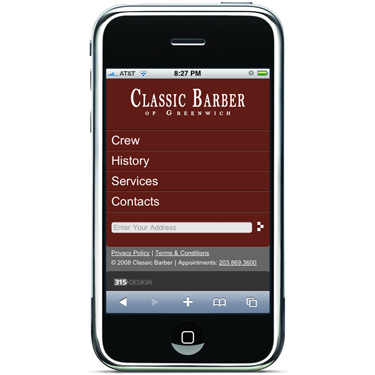 AT&T 8:27 PM
CLASSIC BARBER
OF GREENWICH
Crew
History
Services
Contacts
Enter Your Address
Privacy Policy | Terms & Conditions
© 2008 Classic Barber | Appointments: 203.869.3600
315 DESIGN